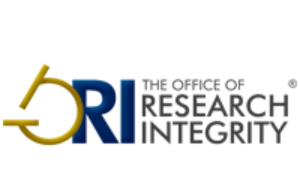 ORI THE OFFICE OF
RESEARCH ®
INTEGRITY